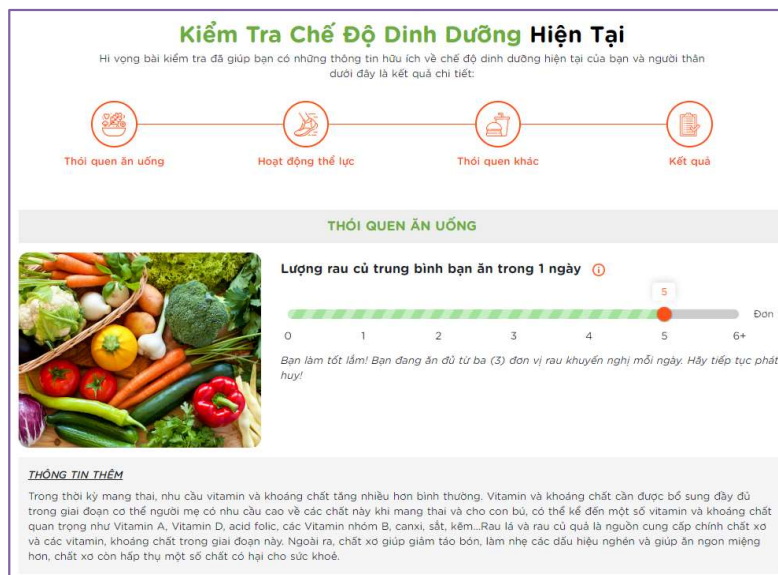 Kiểm Tra Chế Độ Dinh Dưỡng Hiện Tại
Hi vọng bài kiểm tra đã giúp bạn có những thông tin hữu ích về chế độ dinh dưỡng hiện tại của bạn và người thân
dưới đây là kết quả chi tiết:
Thói quen ăn uống
Hoạt động thể lực
Thói quen khác
Kết quả
THÓI QUEN ĂN UỐNG
Lượng rau củ trung bình bạn ăn trong 1 ngày
5
Đơn
0 1 2 3 4 5 6+
Bạn làm tốt lắm! Bạn đang ăn đủ từ ba (3) đơn vị rau khuyến nghị mỗi ngày. Hãy tiếp tục phát
huy!
THÔNG TIN THÊM
Trong thời kỳ mang thai, nhu cầu vitamin và khoáng chất tăng nhiều hơn bình thường. Vitamin và khoáng chất cần được bổ sung đầy đủ
trong giai đoạn cơ thể người mẹ có nhu cầu cao về các chất này khi mang thai và cho con bú, có thể kể đến một số vitamin và khoáng chất
quan trọng như Vitamin A, Vitamin D, acid folic, các Vitamin nhóm B, canxi, sắt, kẽm...Rau lá và rau củ quả là nguồn cung cấp chính chất xơ
và các vitamin, khoáng chất trong giai đoạn này. Ngoài ra, chất xơ giúp giảm táo bón, làm nhẹ các dấu hiệu nghén và giúp ăn ngon miệng
hơn, chất xơ còn hấp thụ một số chất có hại cho sức khoẻ.